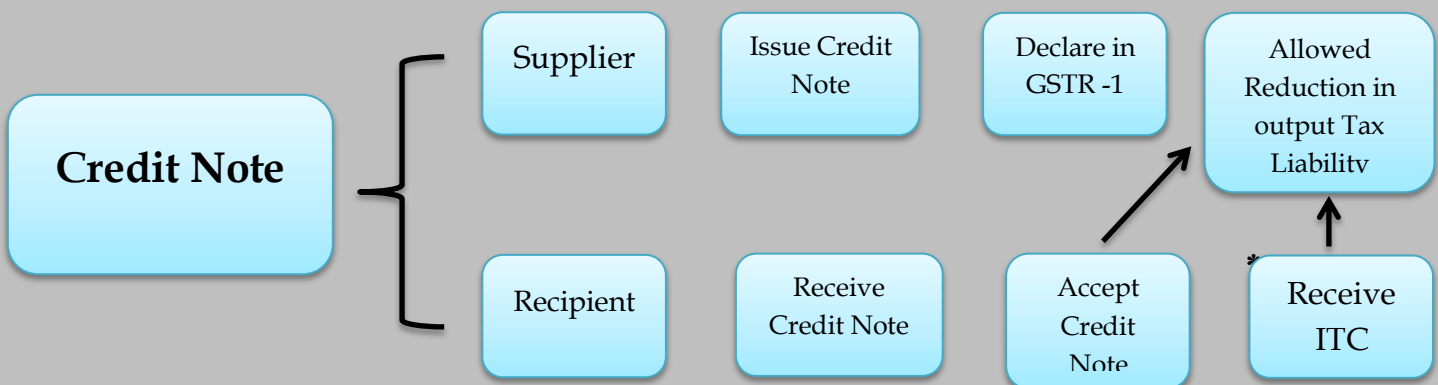 Credit Note
Supplier
Issue Credit
Note
Declare in
GSTR -1
Allowed
Reduction in
output Tax
Liability
Recipient
Receive
Credit Note
Accept
Credit
Note
*
Receive
ITC